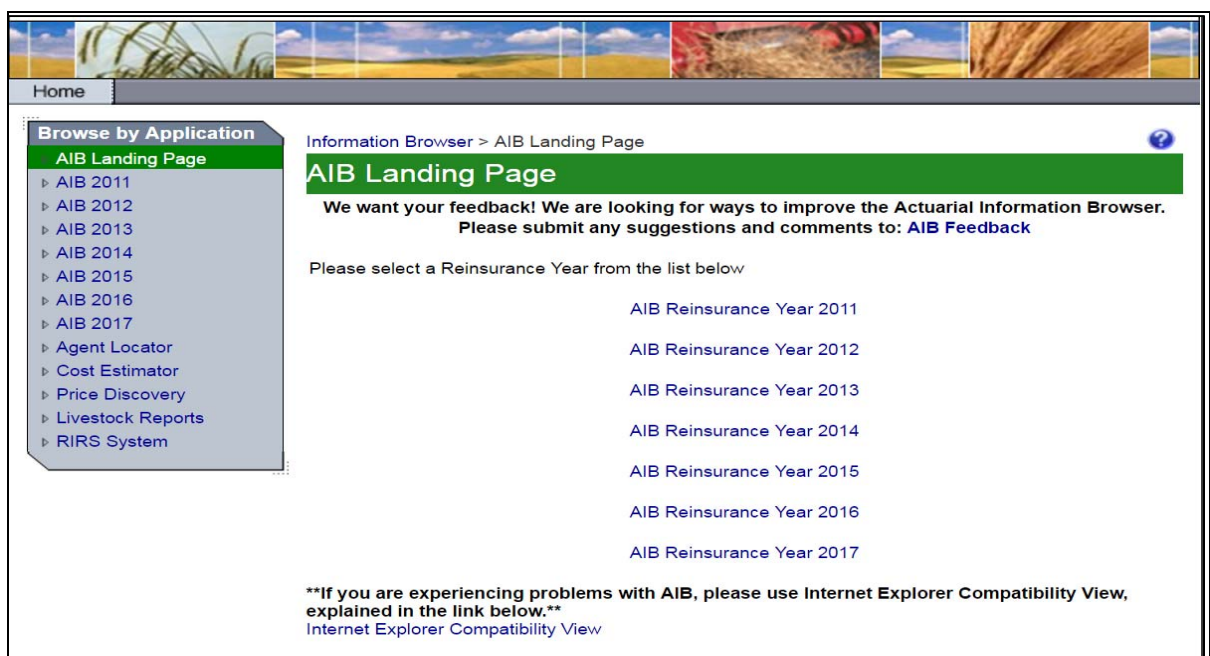 Home
Browse by Application
AIB Landing Page
AIB 2011
AIB 2012
AIB 2013
AIB 2014
AIB 2015
AIB 2016
AIB 2017
Agent Locator
Cost Estimator
Price Discovery
Livestock Reports
RIRS System
Information Browser > AIB Landing Page
AIB Landing Page
We want your feedback! We are looking for ways to improve the Actuarial Information Browser.
Please submit any suggestions and comments to: AIB Feedback
Please select a Reinsurance Year from the list below
AIB Reinsurance Year 2011
AIB Reinsurance Year 2012
AIB Reinsurance Year 2013
AIB Reinsurance Year 2014
AIB Reinsurance Year 2015
AIB Reinsurance Year 2016
AIB Reinsurance Year 2017
**If you are experiencing problems with AIB, please use Internet Explorer Compatibility View,
explained in the link below.**
Internet Explorer Compatibility View